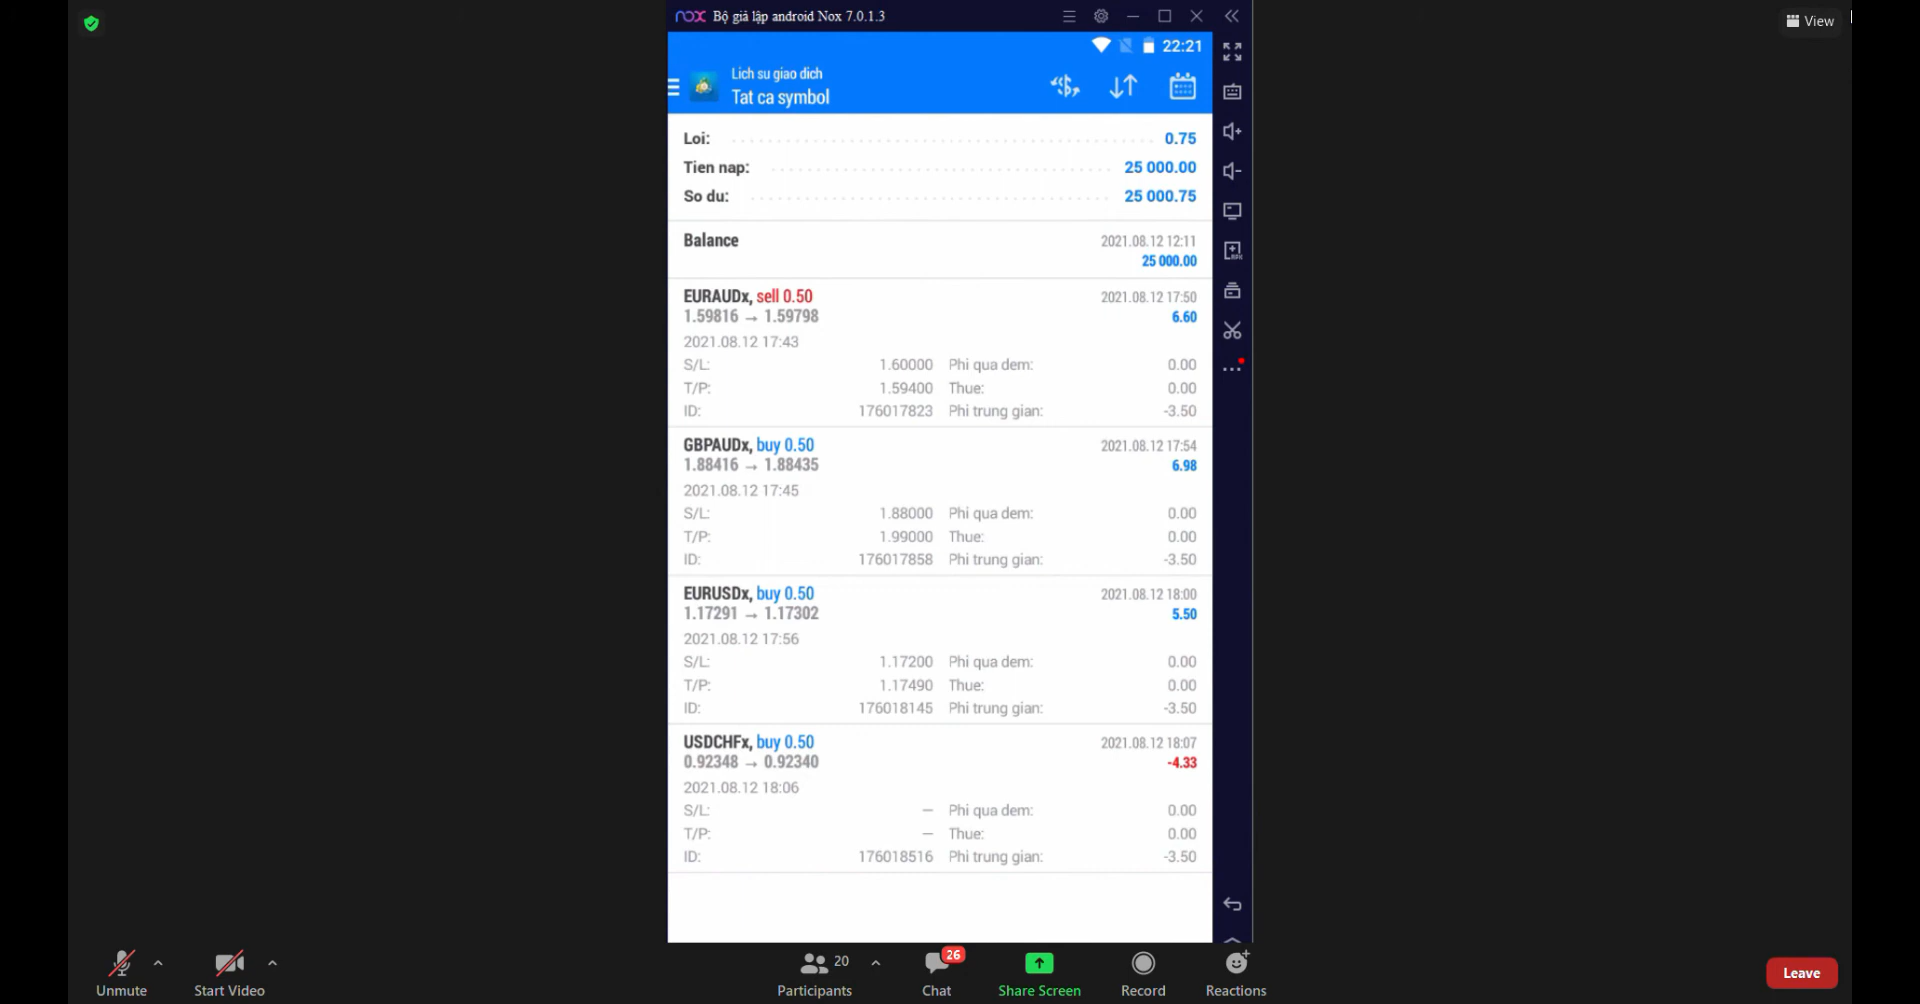 nox Bộ giả lập android Nox 7.0.1.3
View
22:21
Lich su giao dich
Tat ca symbol
Loi: 0.75
Tien nap: 25 000.00
So du: 25 000.75
Balance 2021.08.12 12:11
25 000.00
EURAUDx, sell 0.50 2021.08.12 17:50
1.59816 → 1.59798 6.60
2021.08.12 17:43
S/L: 1.60000 Phi qua dem: 0.00
T/P: 1.59400 Thue: 0.00
ID: 176017823 Phi trung gian: -3.50
GBPAUDx, buy 0.50 2021.08.12 17:54
1.88416 → 1.88435 6.98
2021.08.12 17:45
S/L: 1.88000 Phi qua dem: 0.00
T/P: 1.99000 Thue: 0.00
ID: 176017858 Phi trung gian: -3.50
EURUSDx, buy 0.50 2021.08.12 18:00
1.17291 → 1.17302 5.50
2021.08.12 17:56
S/L: 1.17200 Phi qua dem: 0.00
T/P: 1.17490 Thue: 0.00
ID: 176018145 Phi trung gian: -3.50
USDCHFx, buy 0.50 2021.08.12 18:07
0.92348 → 0.92340 -4.33
2021.08.12 18:06
S/L: – Phi qua dem: 0.00
T/P: – Thue: 0.00
ID: 176018516 Phi trung gian: -3.50
20
26
Unmute Start Video Participants Chat Share Screen Record Reactions Leave